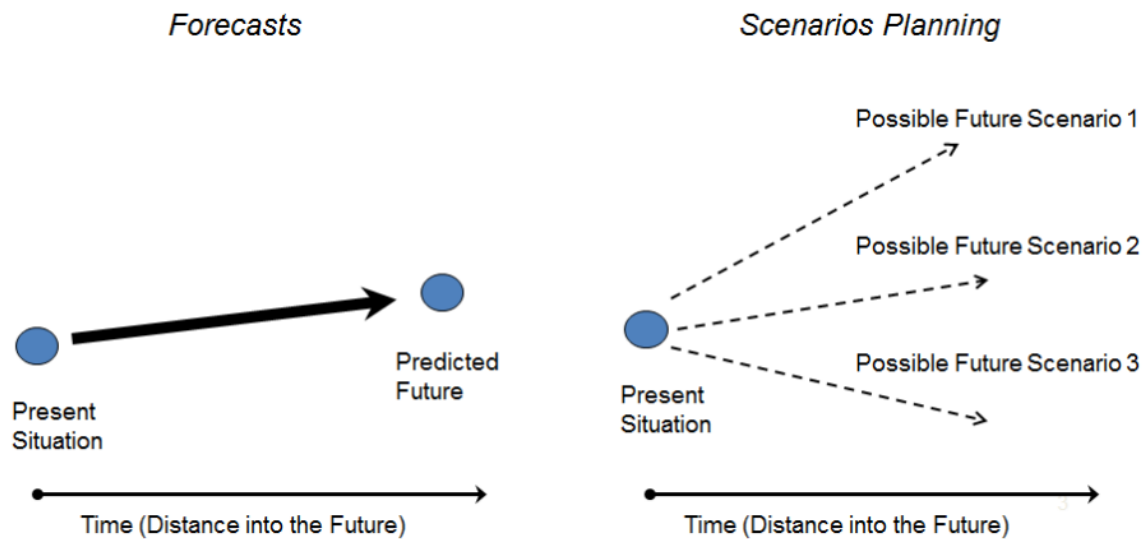 Forecasts
Present
Situation
Predicted
Future
Time (Distance into the Future)
Scenarios Planning
Possible Future Scenario 1
Possible Future Scenario 2
Possible Future Scenario 3
Present
Situation
Time (Distance into the Future)
3